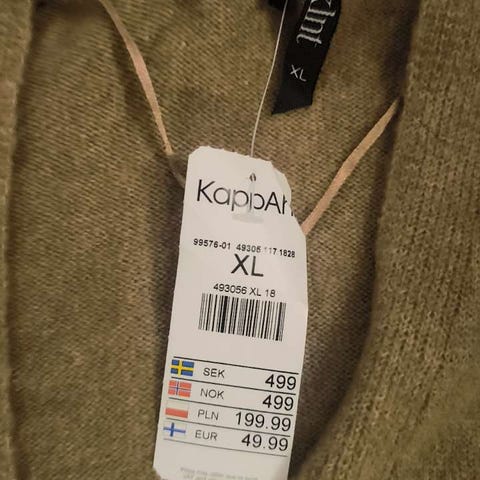 XL
KappAh
99576-01 49305 117 1828
XL
493056 XL 18
SEK 499
NOK 499
PLN 199.99
EUR 49.99